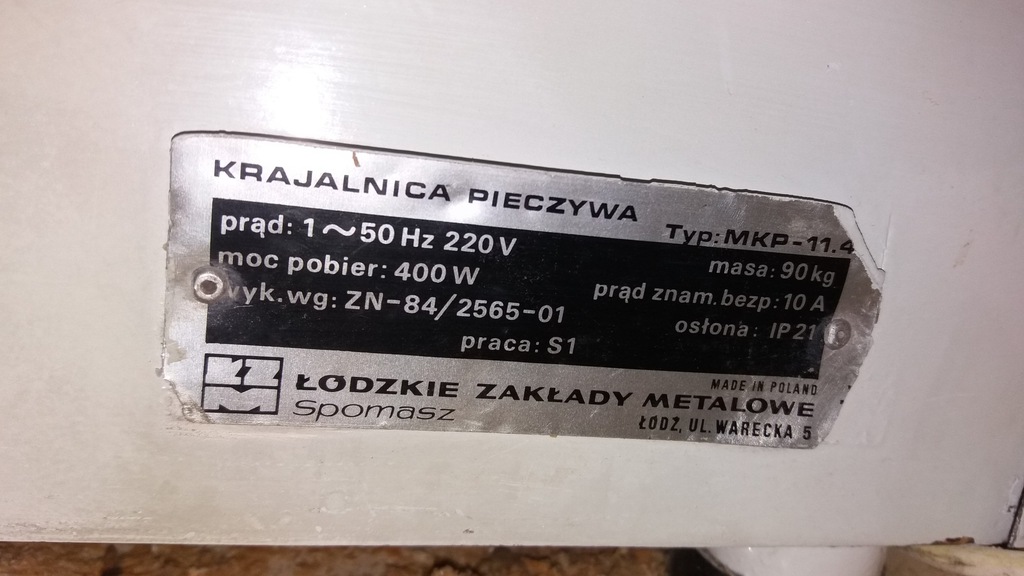 KRAJALNICA PIECZYWA
Typ: MKP-11.4
prąd: 1~50 Hz 220 V
masa: 90 kg
moc pobier: 400 W
prąd znam. bezp: 10 A
wyk. wg: ZN-84/2565-01
osłona: IP 21
praca: S1
MADE IN POLAND
ŁÓDZKIE ZAKŁADY METALOWE
Spomasz
ŁÓDŹ, UL. WARECKA 5